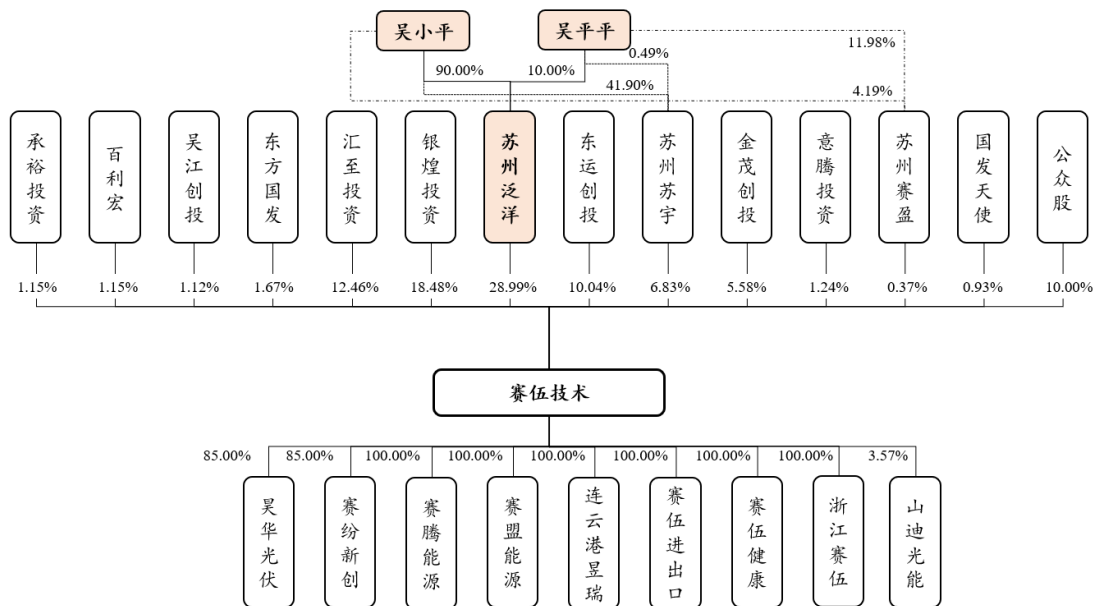 吴小平
吴平平
11.98%
0.49%
90.00%
10.00%
41.90%
4.19%
承裕投资
百利宏
吴江创投
东方国发
汇至投资
银煌投资
苏州泛洋
东运创投
苏州苏宇
金茂创投
意腾投资
苏州赛盈
国发天使
公众股
1.15%
1.15%
1.12%
1.67%
12.46%
18.48%
28.99%
10.04%
6.83%
5.58%
1.24%
0.37%
0.93%
10.00%
赛伍技术
85.00%
85.00%
100.00%
100.00%
100.00%
100.00%
100.00%
100.00%
3.57%
昊华光伏
赛纷新创
赛腾能源
赛盟能源
连云港昱瑞
赛伍进出口
赛伍健康
浙江赛伍
山迪光能